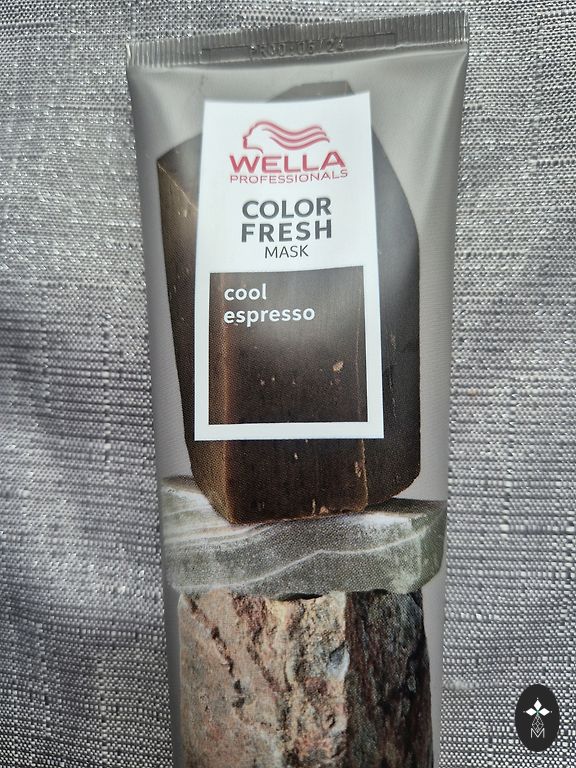 WELLA
PROFESSIONALS
COLOR
FRESH
MASK
cool
espresso
M